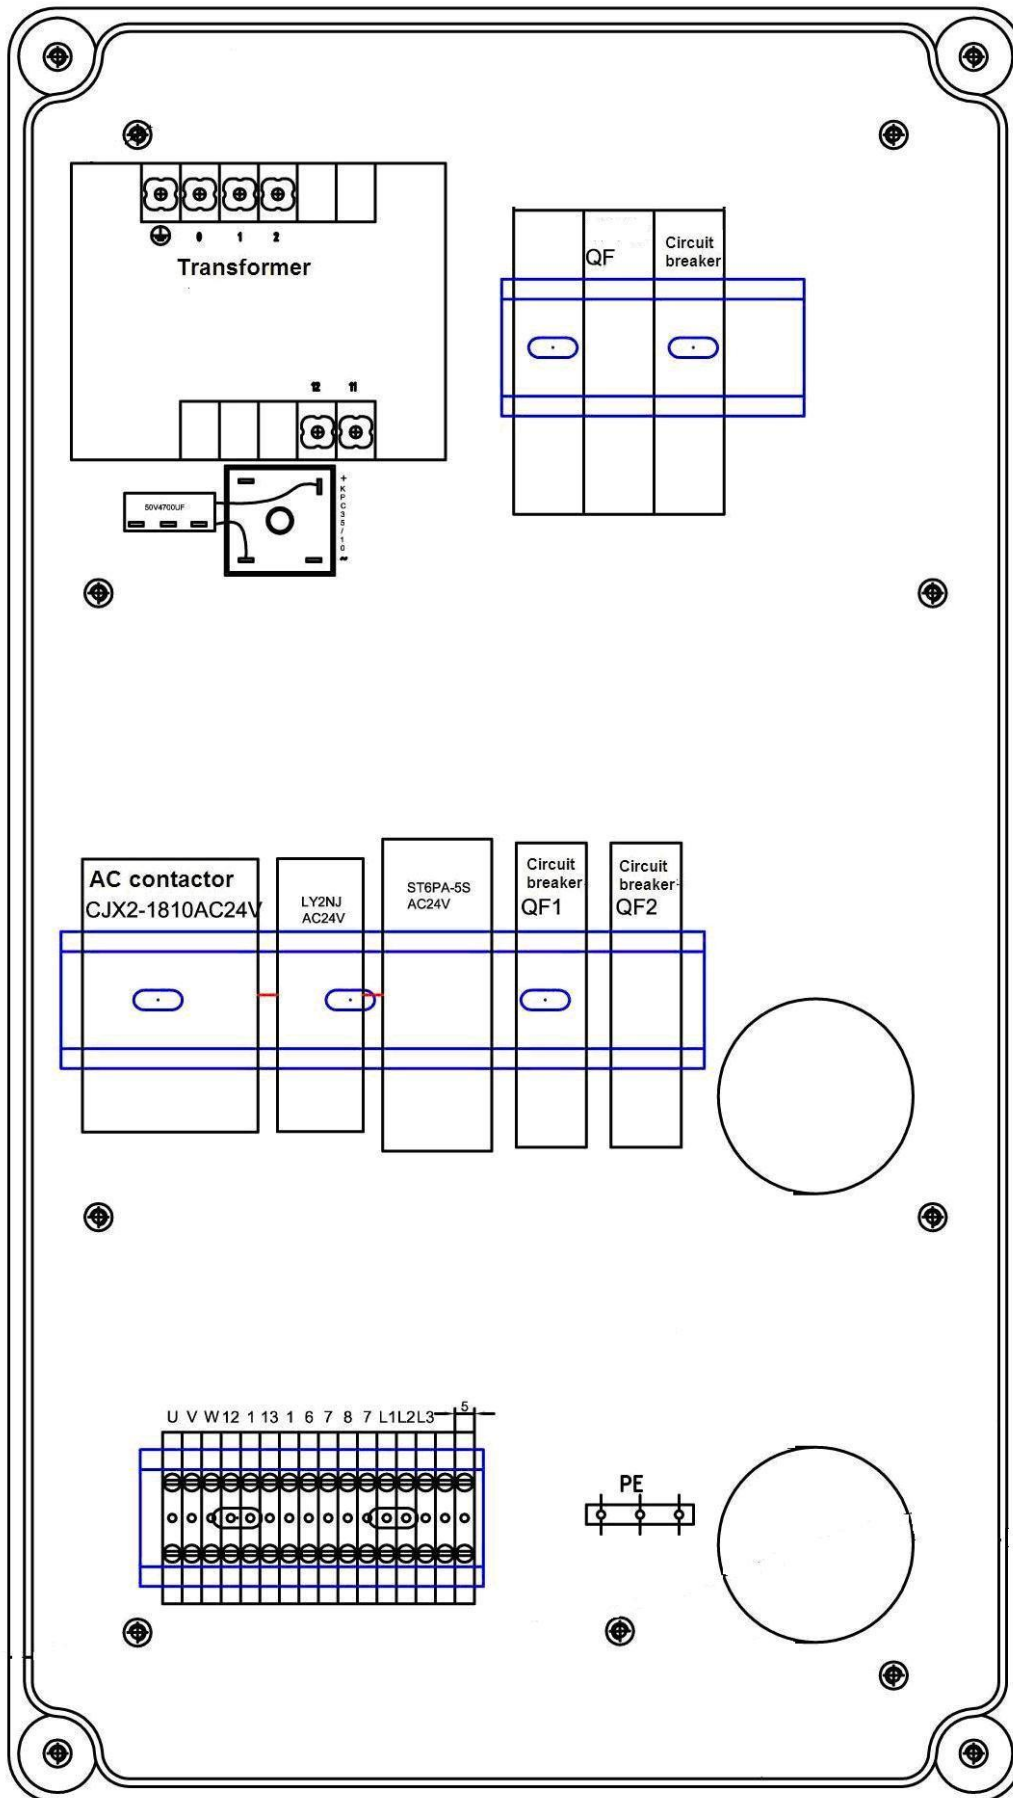 0 1 2
Transformer
12 11
QF
Circuit
breaker
50V4700UF
+KPC35/10~
AC contactor
CJX2-1810AC24V
LY2NJ
AC24V
ST6PA-5S
AC24V
Circuit
breaker
QF1
Circuit
breaker
QF2
U V W 12 1 13 1 6 7 8 7 L1 L2 L3
5
PE